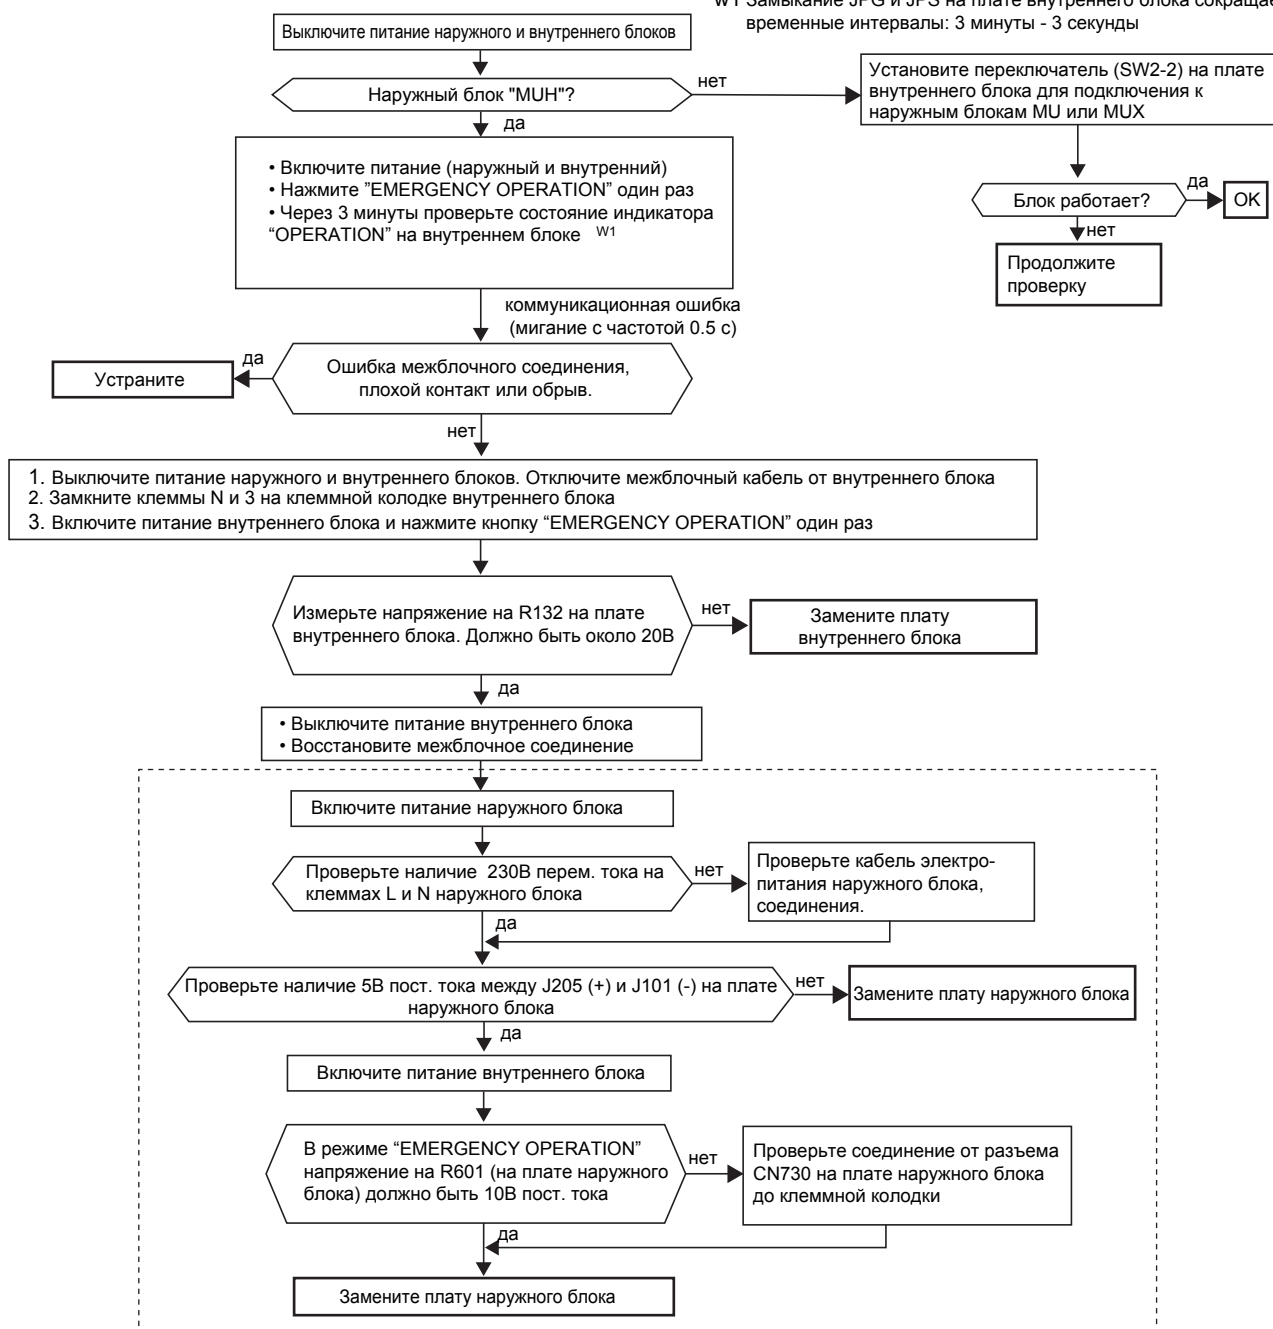 W1 Замыкание JPG и JPS на плате внутреннего блока сокращае
временные интервалы: 3 минуты - 3 секунды
Выключите питание наружного и внутреннего блоков
Наружный блок "MUH"?
нет
Установите переключатель (SW2-2) на плате
внутреннего блока для подключения к
наружным блокам MU или MUX
да
• Включите питание (наружный и внутренний)
• Нажмите ”EMERGENCY OPERATION” один раз
• Через 3 минуты проверьте состояние индикатора
“OPERATION” на внутреннем блоке W1
Блок работает?
да
OK
нет
Продолжите
проверку
коммуникационная ошибка
(мигание с частотой 0.5 с)
Ошибка межблочного соединения,
плохой контакт или обрыв.
да
Устраните
нет
1. Выключите питание наружного и внутреннего блоков. Отключите межблочный кабель от внутреннего блока
2. Замкните клеммы N и 3 на клеммной колодке внутреннего блока
3. Включите питание внутреннего блока и нажмите кнопку “EMERGENCY OPERATION” один раз
Измерьте напряжение на R132 на плате
внутреннего блока. Должно быть около 20В
нет
Замените плату
внутреннего блока
да
• Выключите питание внутреннего блока
• Восстановите межблочное соединение
Включите питание наружного блока
Проверьте наличие 230В перем. тока на
клеммах L и N наружного блока
нет
Проверьте кабель электро-
питания наружного блока,
соединения.
да
Проверьте наличие 5В пост. тока между J205 (+) и J101 (-) на плате
наружного блока
нет
Замените плату наружного блока
да
Включите питание внутреннего блока
В режиме “EMERGENCY OPERATION”
напряжение на R601 (на плате наружного
блока) должно быть 10В пост. тока
нет
Проверьте соединение от разъема
CN730 на плате наружного блока
до клеммной колодки
да
Замените плату наружного блока